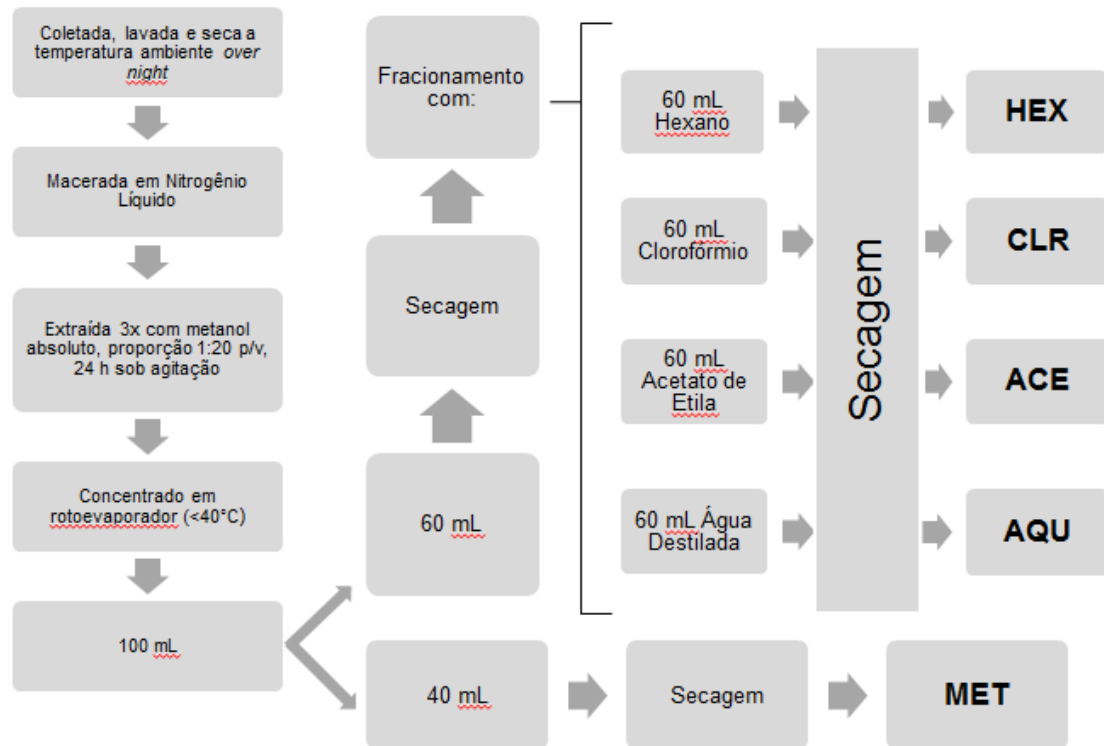 Coletada, lavada e seca a
temperatura ambiente over
night
Macerada em Nitrogênio
Líquido
Extraída 3x com metanol
absoluto, proporção 1:20 p/v,
24 h sob agitação
Concentrado em
rotoevaporador (<40°C)
100 mL
60 mL
Secagem
Fracionamento
com:
60 mL
Hexano
60 mL
Clorofórmio
60 mL
Acetato de
Etila
60 mL Água
Destilada
Secagem
HEX
CLR
ACE
AQU
40 mL
Secagem
MET